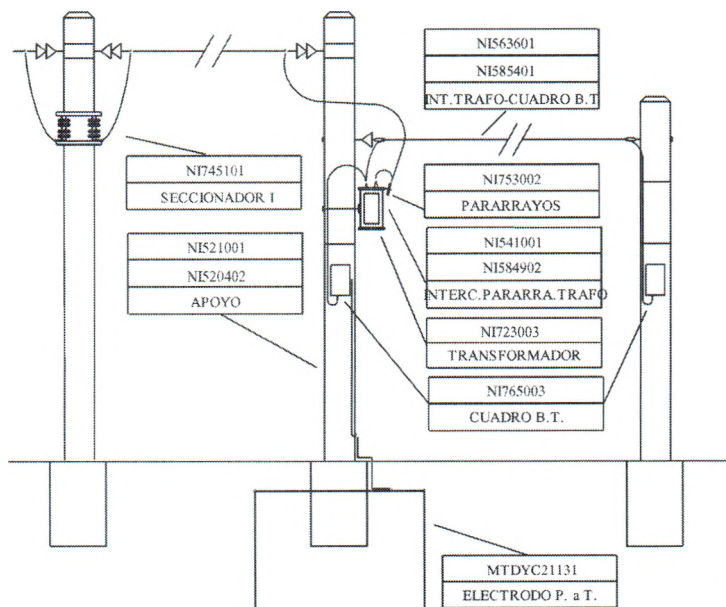 NI563601
NI585401
INT.TRAFO-CUADRO B.T
NI745101
SECCIONADOR I
NI753002
PARARRAYOS
NI521001
NI520402
APOYO
NI541001
NI584902
INTERC.PARARRA.TRAFO
NI723003
TRANSFORMADOR
NI765003
CUADRO B.T.
MTDYC21131
ELECTRODO P. a T.